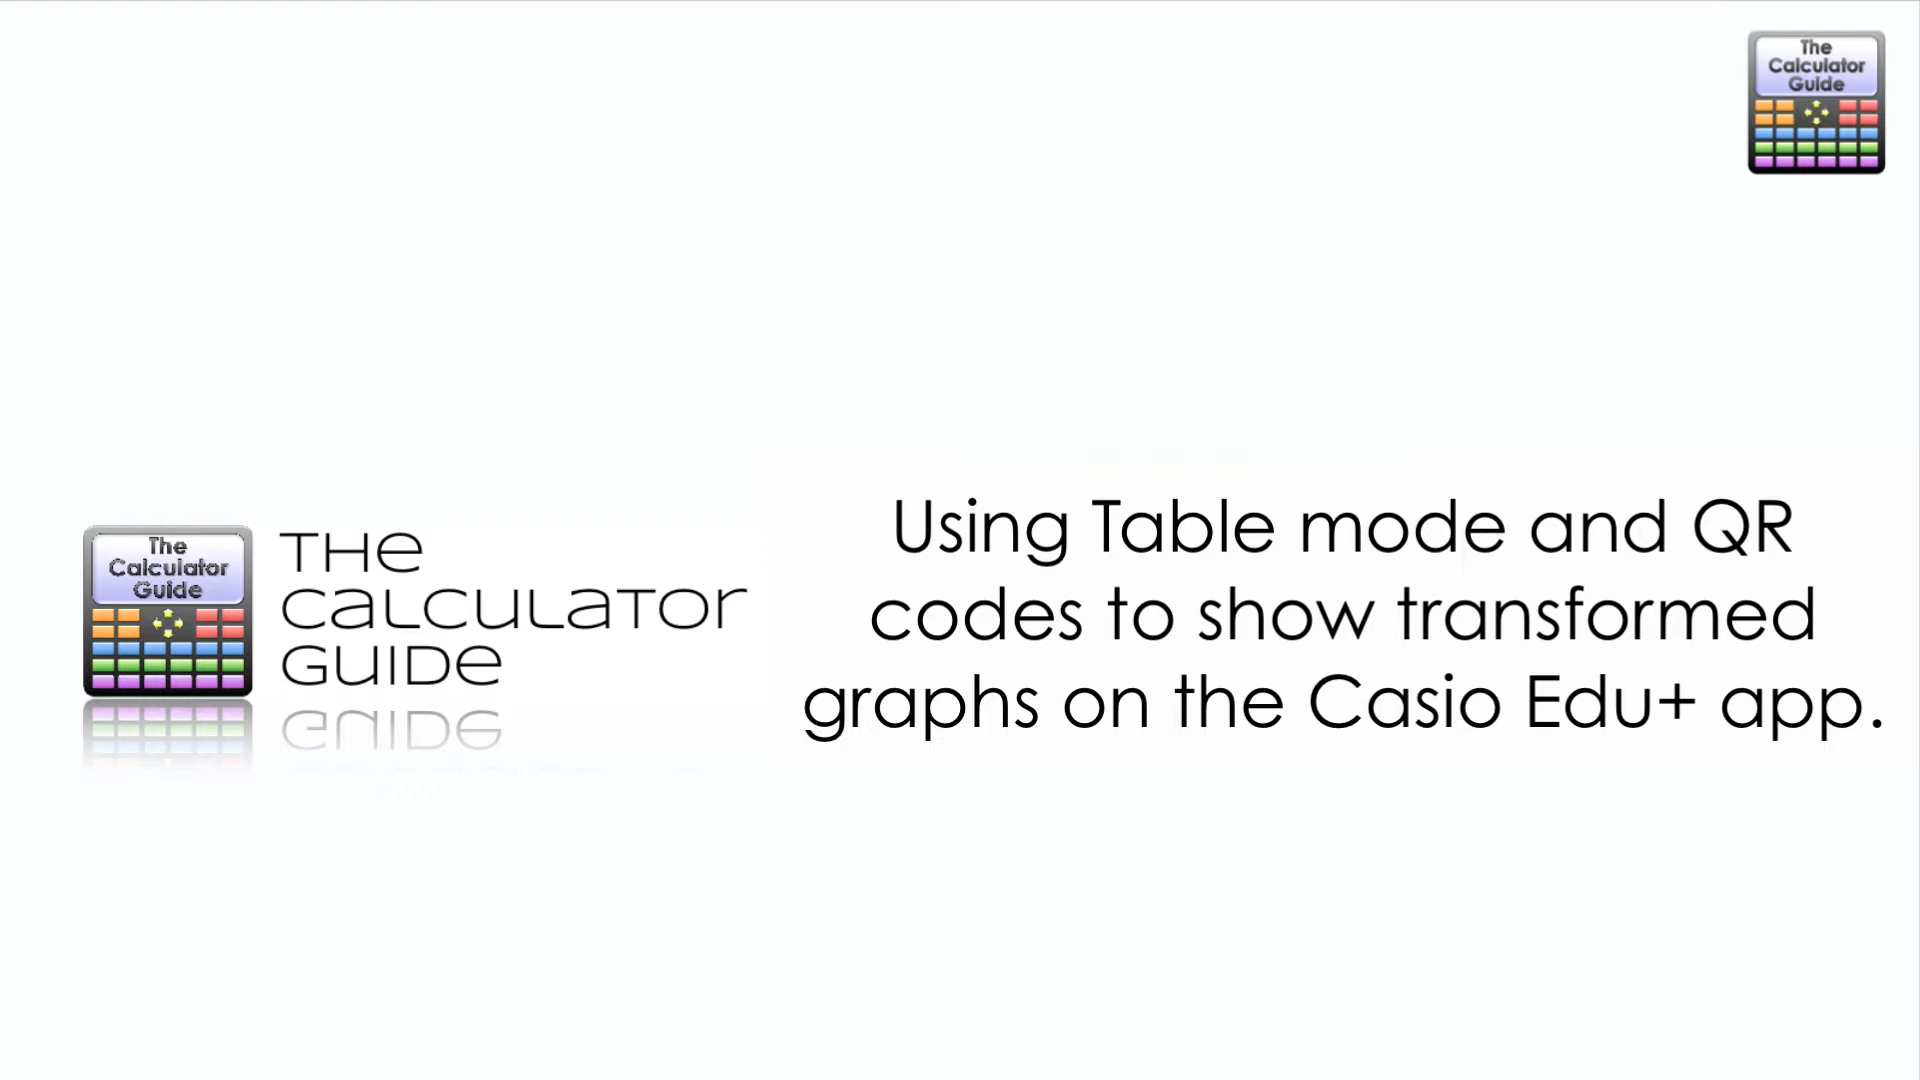 The
Calculator
Guide
The
Calculator
Guide
THE
CALCULATOR
GUIDE
Using Table mode and QR
codes to show transformed
graphs on the Casio Edu+ app.